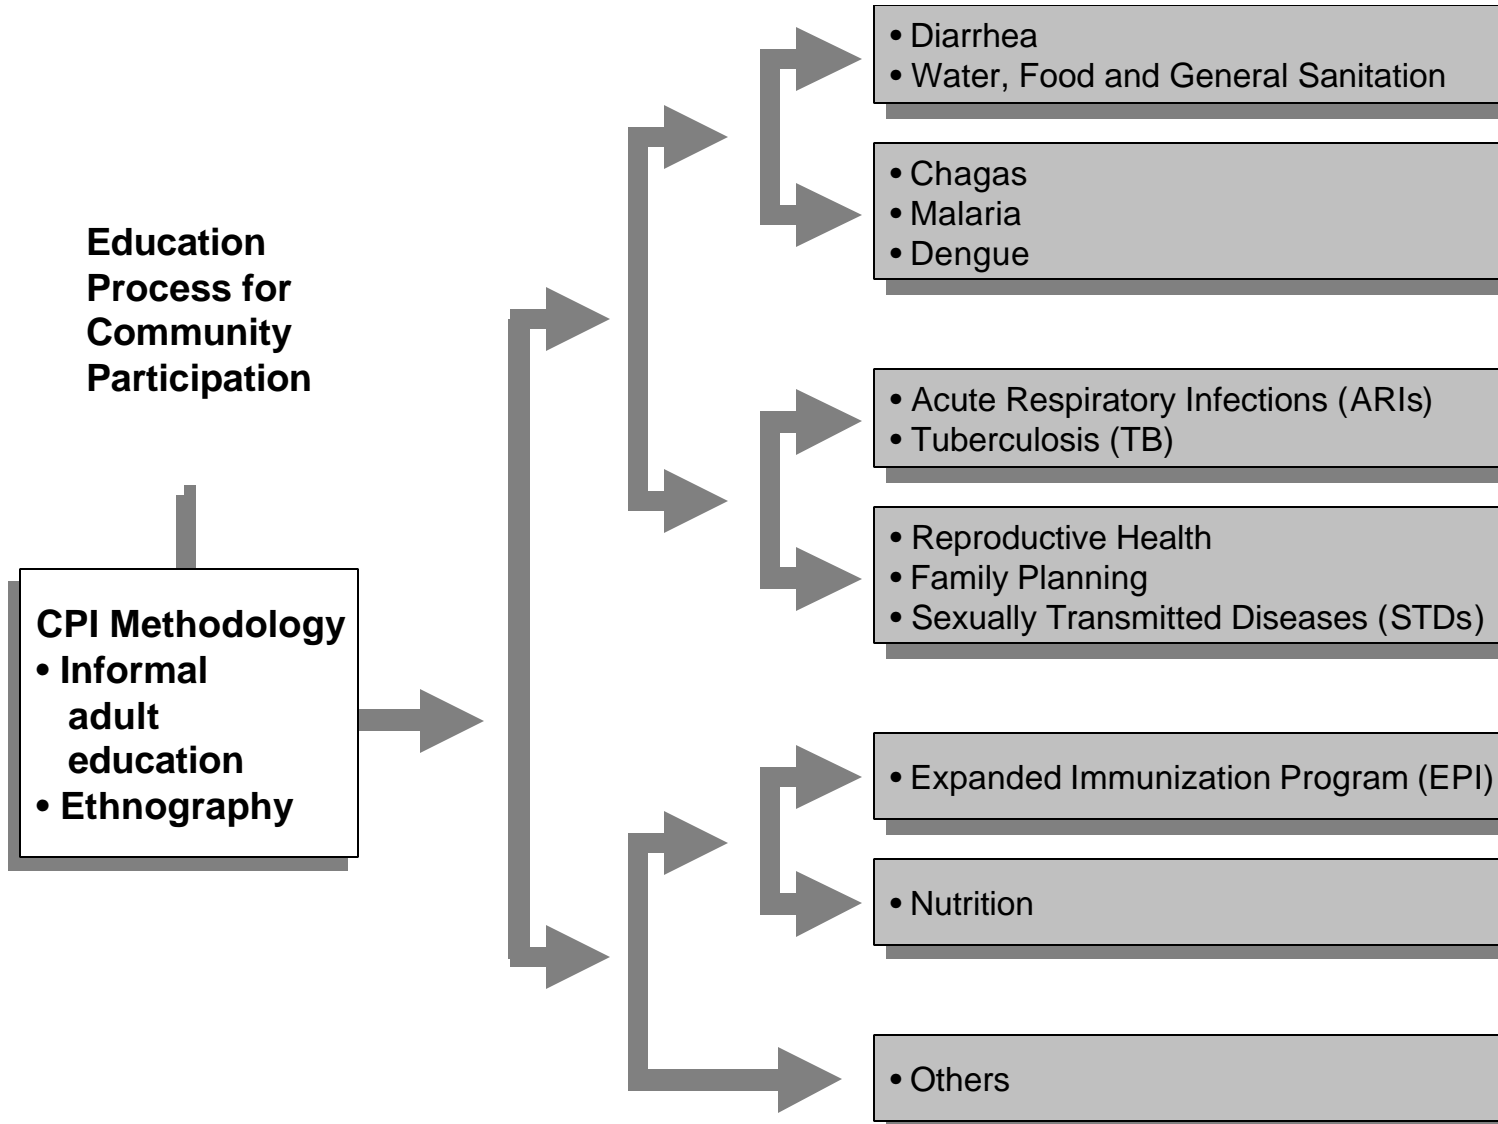 Education
Process for
Community
Participation
CPI Methodology
• Informal
adult
education
• Ethnography
• Diarrhea
• Water, Food and General Sanitation
• Chagas
• Malaria
• Dengue
• Acute Respiratory Infections (ARIs)
• Tuberculosis (TB)
• Reproductive Health
• Family Planning
• Sexually Transmitted Diseases (STDs)
• Expanded Immunization Program (EPI)
• Nutrition
• Others